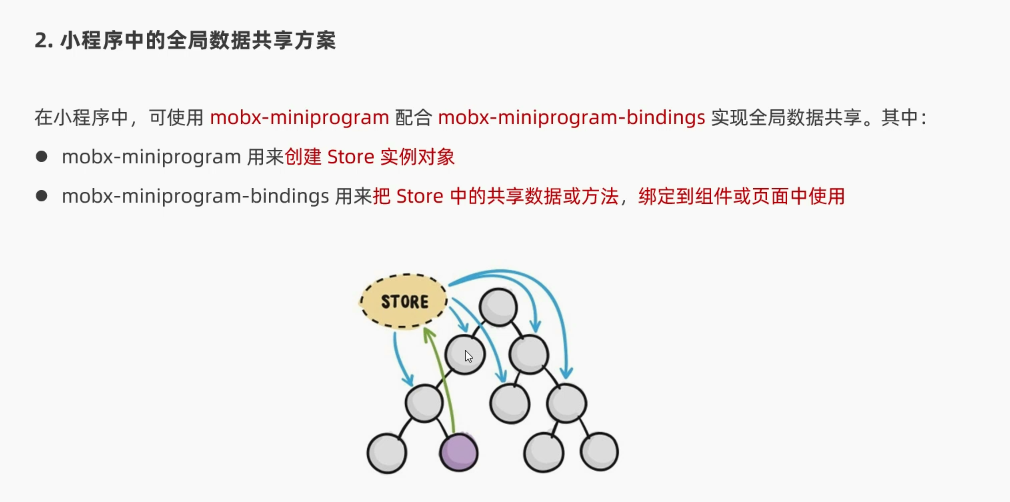 2. 小程序中的全局数据共享方案
在小程序中，可使用 mobx-miniprogram 配合 mobx-miniprogram-bindings 实现全局数据共享。其中：
● mobx-miniprogram 用来创建 Store 实例对象
● mobx-miniprogram-bindings 用来把 Store 中的共享数据或方法，绑定到组件或页面中使用
STORE